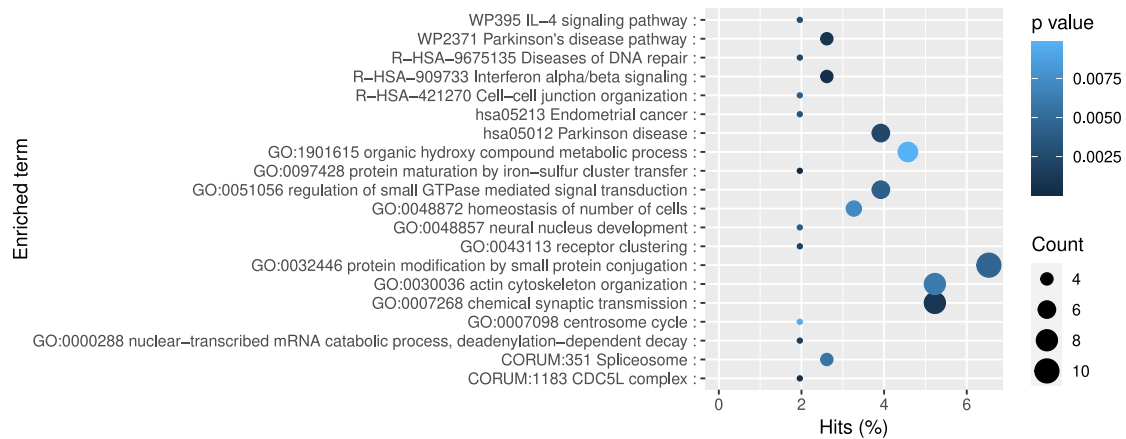 Enriched term
WP395 IL−4 signaling pathway :
WP2371 Parkinson's disease pathway :
R−HSA−9675135 Diseases of DNA repair :
R−HSA−909733 Interferon alpha/beta signaling :
R−HSA−421270 Cell−cell junction organization :
hsa05213 Endometrial cancer :
hsa05012 Parkinson disease :
GO:1901615 organic hydroxy compound metabolic process :
GO:0097428 protein maturation by iron−sulfur cluster transfer :
GO:0051056 regulation of small GTPase mediated signal transduction :
GO:0048872 homeostasis of number of cells :
GO:0048857 neural nucleus development :
GO:0043113 receptor clustering :
GO:0032446 protein modification by small protein conjugation :
GO:0030036 actin cytoskeleton organization :
GO:0007268 chemical synaptic transmission :
GO:0007098 centrosome cycle :
GO:0000288 nuclear−transcribed mRNA catabolic process, deadenylation−dependent decay :
CORUM:351 Spliceosome :
CORUM:1183 CDC5L complex :
0 2 4 6
Hits (%)
p value
0.0075
0.0050
0.0025
Count
4
6
8
10